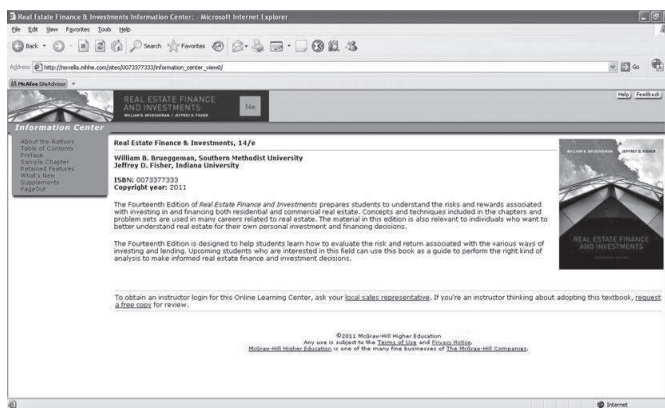 Real Estate Finance & Investments Information Center: - Microsoft Internet Explorer
File Edit View Favorites Tools Help
Back Search Favorites
Address http://novella.mhhe.com/sites/0073377333/information_center_view0/ Go
McAfee SiteAdvisor
REAL ESTATE FINANCE
AND INVESTMENTS
WILLIAM B. BRUEGGEMAN | JEFFREY D. FISHER
14e
Help | Feedback
Information Center
About the Authors
Table of Contents
Preface
Sample Chapter
Retained Features
What's New
Supplements
PageOut
Real Estate Finance & Investments, 14/e
William B. Brueggeman, Southern Methodist University
Jeffrey D. Fisher, Indiana University
ISBN: 0073377333
Copyright year: 2011
The Fourteenth Edition of Real Estate Finance and Investments prepares students to understand the risks and rewards associated
with investing in and financing both residential and commercial real estate. Concepts and techniques included in the chapters and
problem sets are used in many careers related to real estate. The material in this edition is also relevant to individuals who want to
better understand real estate for their own personal investment and financing decisions.
The Fourteenth Edition is designed to help students learn how to evaluate the risk and return associated with the various ways of
investing and lending. Upcoming students who are interested in this field can use this book as a guide to perform the right kind of
analysis to make informed real estate finance and investment decisions.
WILLIAM B. BRUEGGEMAN JEFFREY D. FISHER
REAL ESTATE FINANCE
AND INVESTMENTS
To obtain an instructor login for this Online Learning Center, ask your local sales representative. If you're an instructor thinking about adopting this textbook, request
a free copy for review.
©2011 McGraw-Hill Higher Education
Any use is subject to the Terms of Use and Privacy Notice.
McGraw-Hill Higher Education is one of the many fine businesses of The McGraw-Hill Companies.
Internet